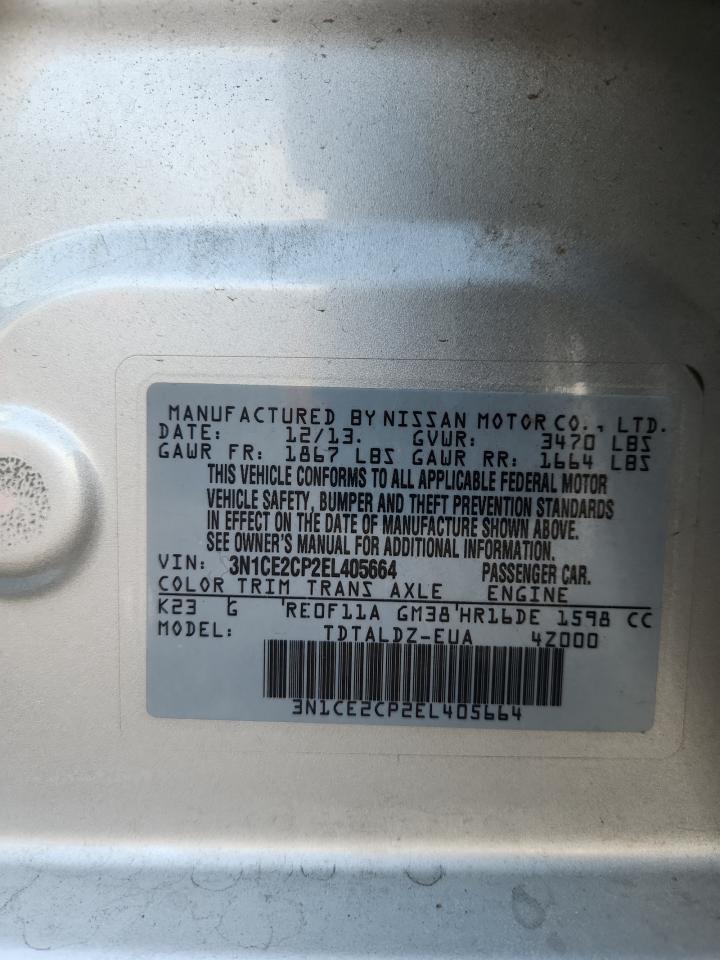 MANUFACTURED BY NISSAN MOTOR CO., LTD.
DATE: 12/13. GVWR: 3470 LBS
GAWR FR: 1867 LBS GAWR RR: 1664 LBS
THIS VEHICLE CONFORMS TO ALL APPLICABLE FEDERAL MOTOR
VEHICLE SAFETY, BUMPER AND THEFT PREVENTION STANDARDS
IN EFFECT ON THE DATE OF MANUFACTURE SHOWN ABOVE.
SEE OWNER'S MANUAL FOR ADDITIONAL INFORMATION.
VIN: 3N1CE2CP2EL405664 PASSENGER CAR.
COLOR TRIM TRANS AXLE ENGINE
K23 G RE0F11A GM38 HR16DE 1598 CC
MODEL: TDTALDZ-EUA 4Z000
3N1CE2CP2EL405664